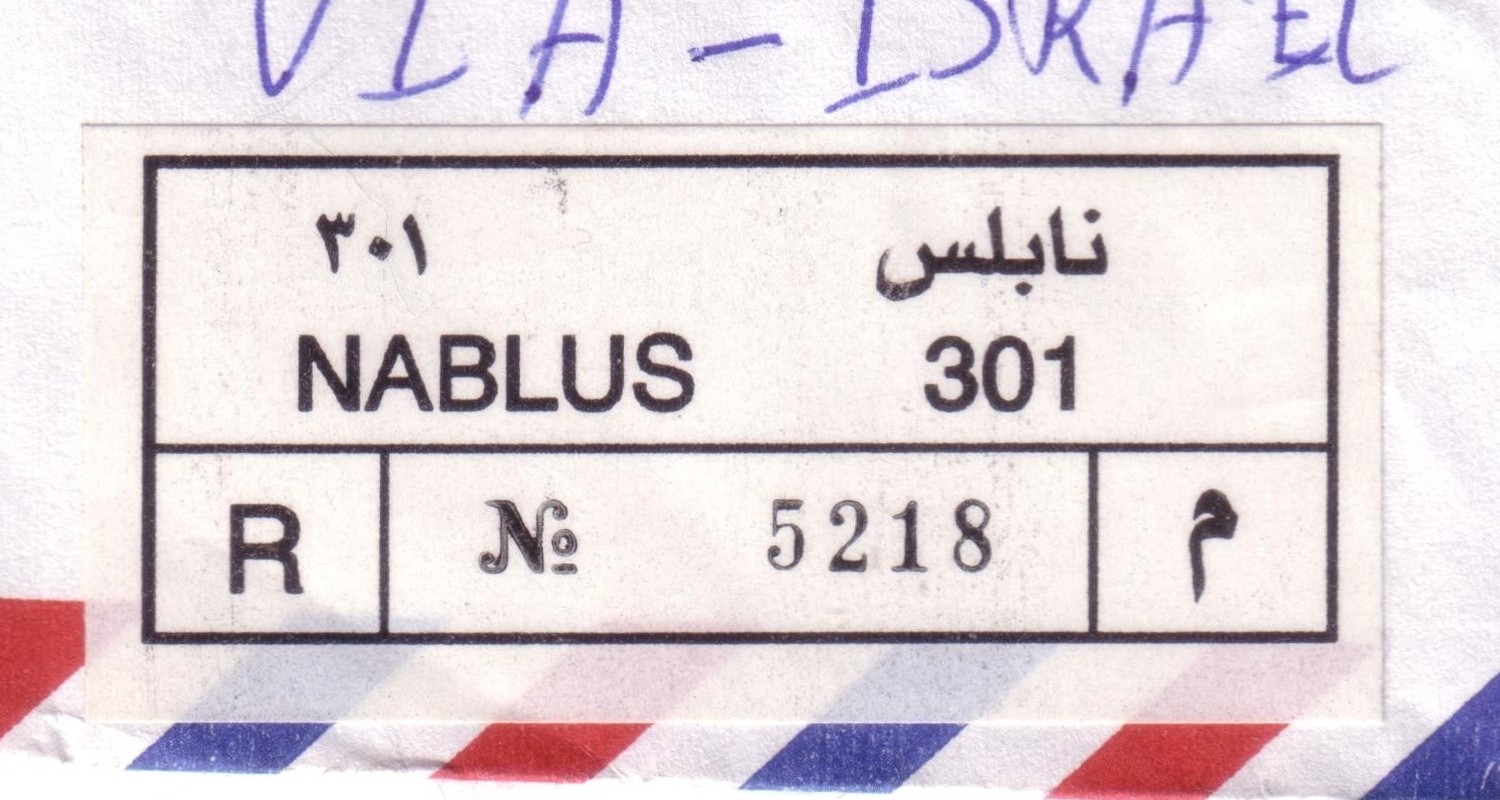 VIA - ISRAEL
٣٠١ نابلس
NABLUS 301
R № 5218 م